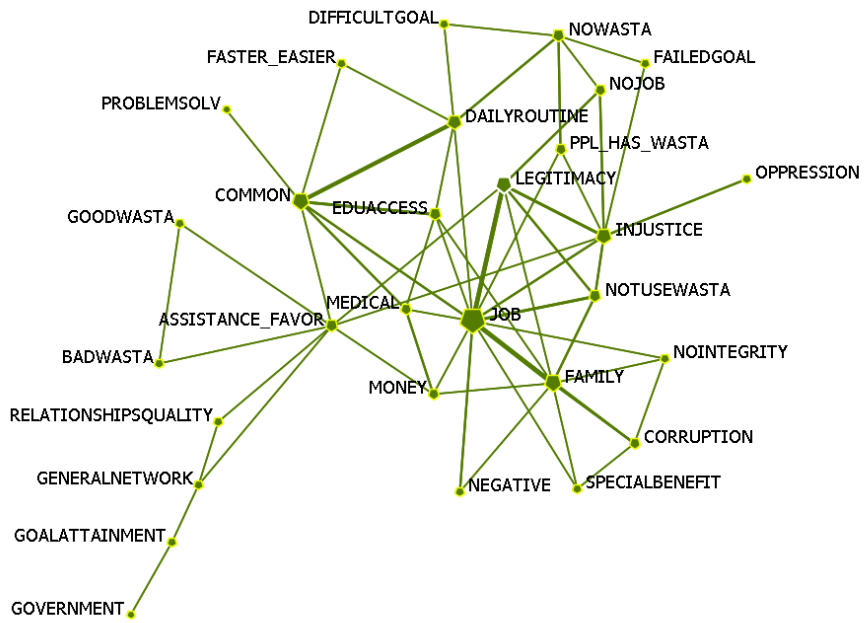 DIFFICULTGOAL
NOWASTA
FASTER_EASIER
FAILEDGOAL
NOJOB
PROBLEMSOLV
DAILYROUTINE
PPL_HAS_WASTA
OPPRESSION
LEGITIMACY
COMMON
EDUACCESS
GOODWASTA
INJUSTICE
NOTUSEWASTA
MEDICAL
JOB
ASSISTANCE_FAVOR
BADWASTA
NOINTEGRITY
MONEY
FAMILY
RELATIONSHIPSQUALITY
CORRUPTION
GENERALNETWORK
NEGATIVE
SPECIALBENEFIT
GOALATTAINMENT
GOVERNMENT